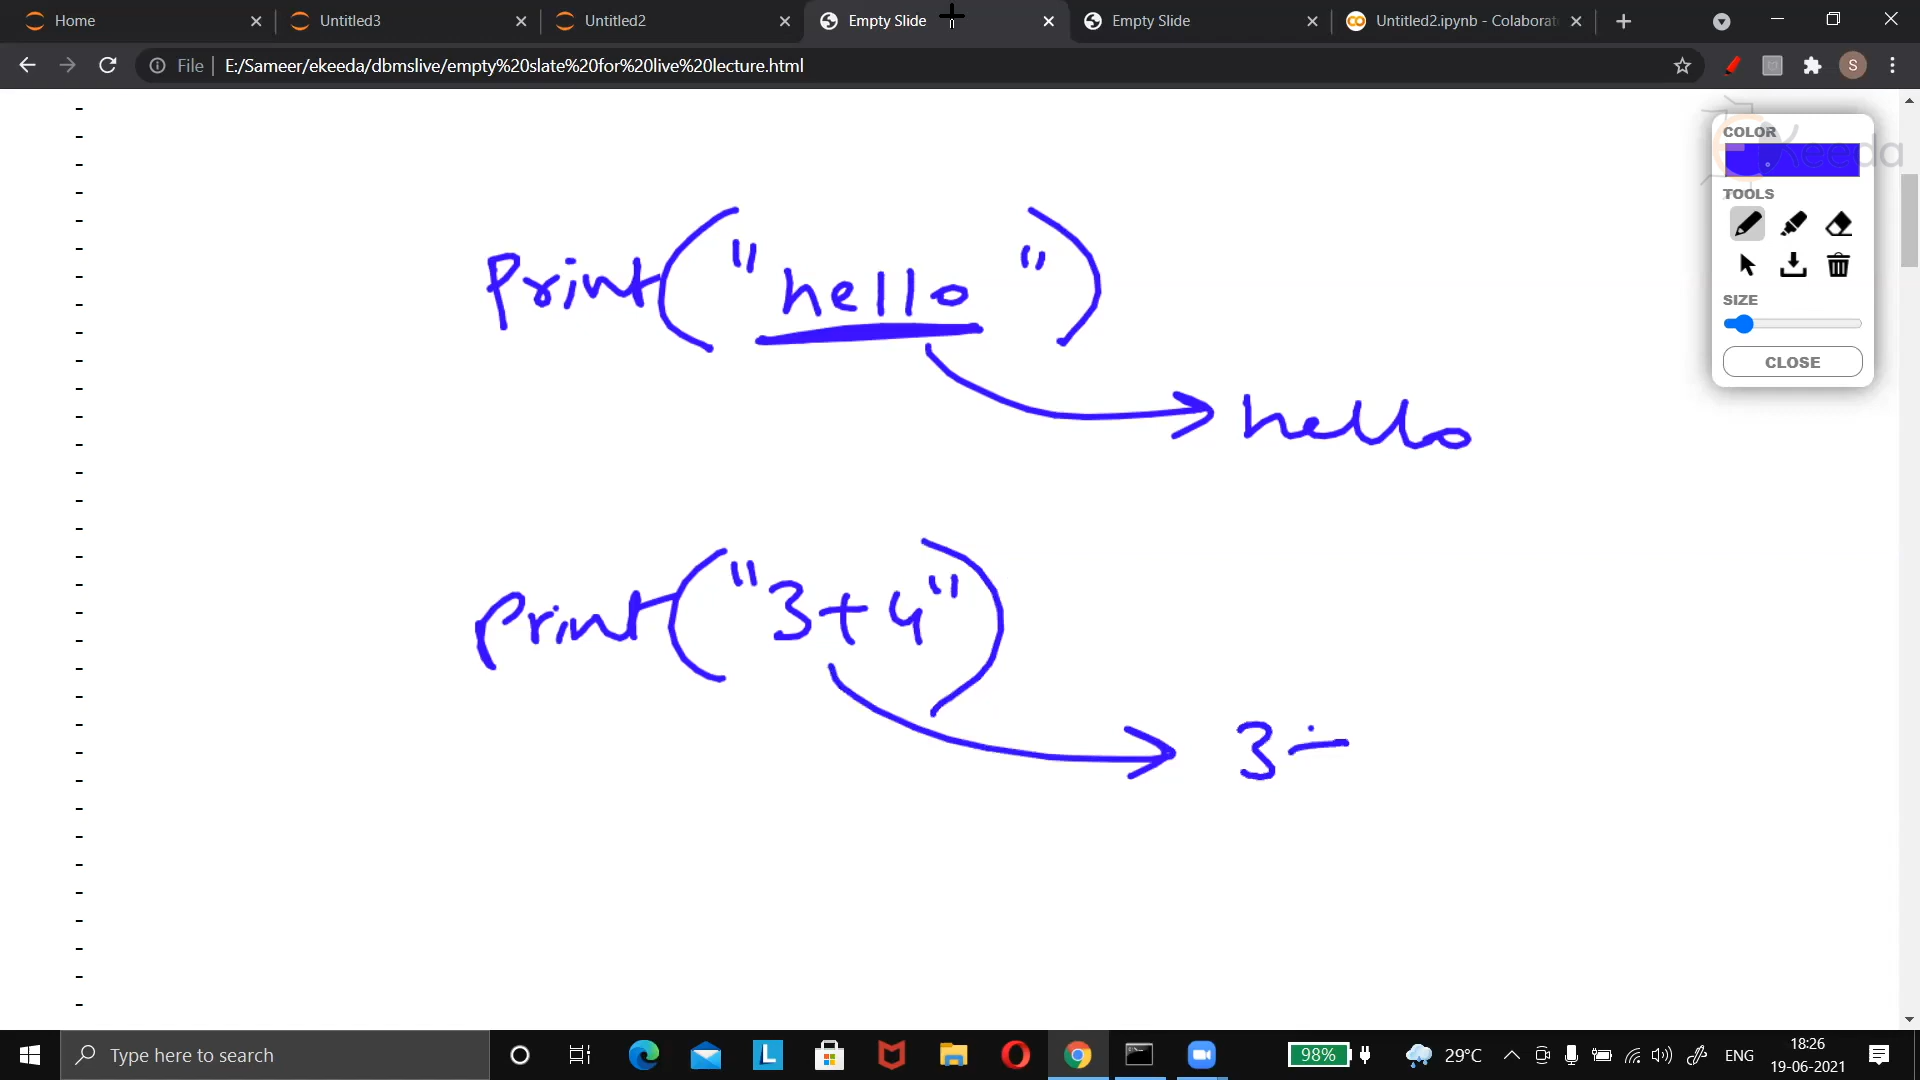 Home
Untitled3
Untitled2
Empty Slide
Empty Slide
Untitled2.ipynb - Colaborat
File
E:/Sameer/ekeeda/dbmslive/empty%20slate%20for%20live%20lecture.html
S
COLOR
TOOLS
SIZE
CLOSE
Print("hello ")
hello
print("3+4")
3
Type here to search
98%
29°C
ENG
18:26
19-06-2021